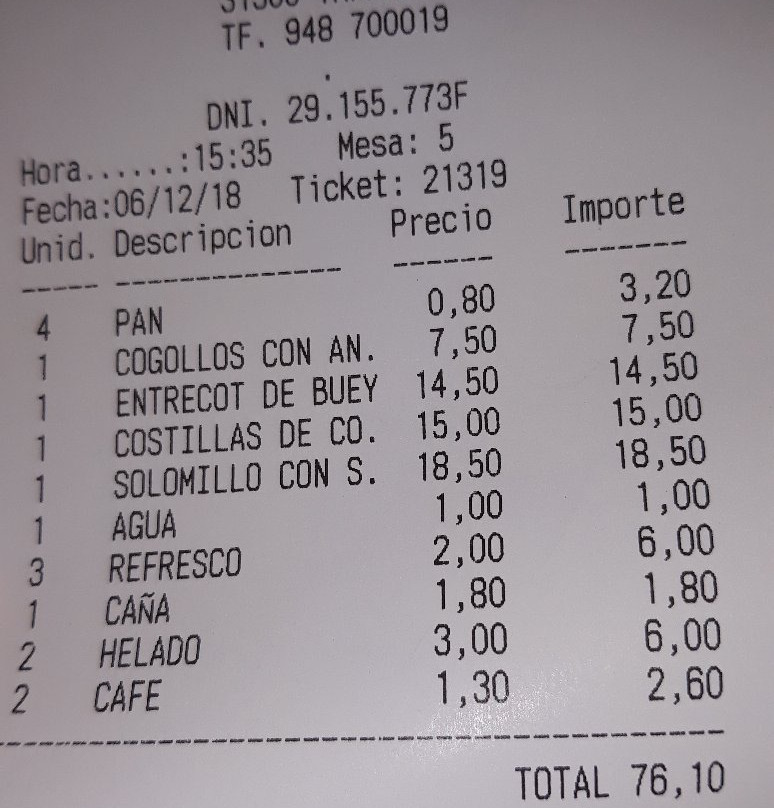 TF. 948 700019
.
DNI. 29.155.773F
Hora......:15:35 Mesa: 5
Fecha:06/12/18 Ticket: 21319
Unid. Descripcion Precio Importe
----- -------------- ------ -------
4 PAN 0,80 3,20
1 COGOLLOS CON AN. 7,50 7,50
1 ENTRECOT DE BUEY 14,50 14,50
1 COSTILLAS DE CO. 15,00 15,00
1 SOLOMILLO CON S. 18,50 18,50
1 AGUA 1,00 1,00
3 REFRESCO 2,00 6,00
1 CAÑA 1,80 1,80
2 HELADO 3,00 6,00
2 CAFE 1,30 2,60
--------------------------------------------
TOTAL 76,10